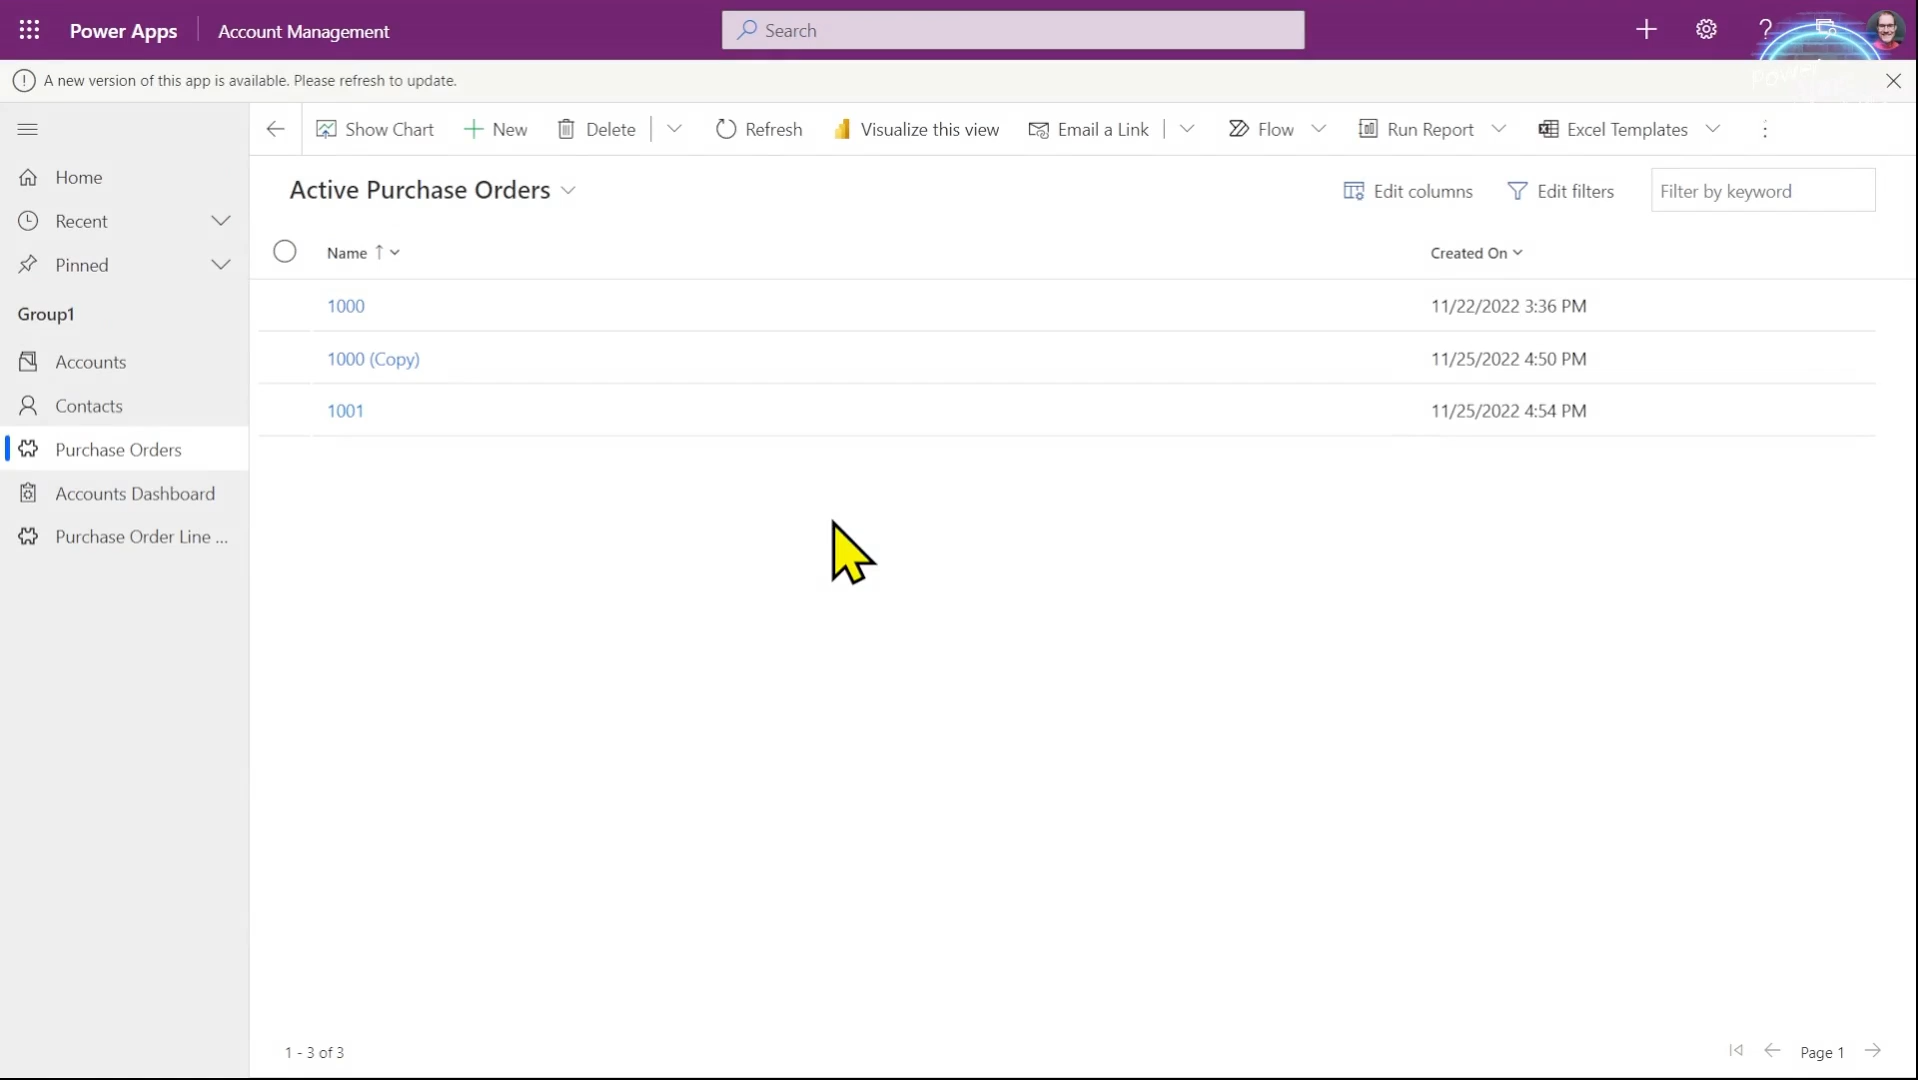 Power Apps
Account Management
Search
?
A new version of this app is available. Please refresh to update.
Show Chart
New
Delete
Refresh
Visualize this view
Email a Link
Flow
Run Report
Excel Templates
Home
Recent
Pinned
Group1
Accounts
Contacts
Purchase Orders
Accounts Dashboard
Purchase Order Line ...
Active Purchase Orders
Edit columns
Edit filters
Filter by keyword
Name
Created On
1000
11/22/2022 3:36 PM
1000 (Copy)
11/25/2022 4:50 PM
1001
11/25/2022 4:54 PM
1 - 3 of 3
Page 1